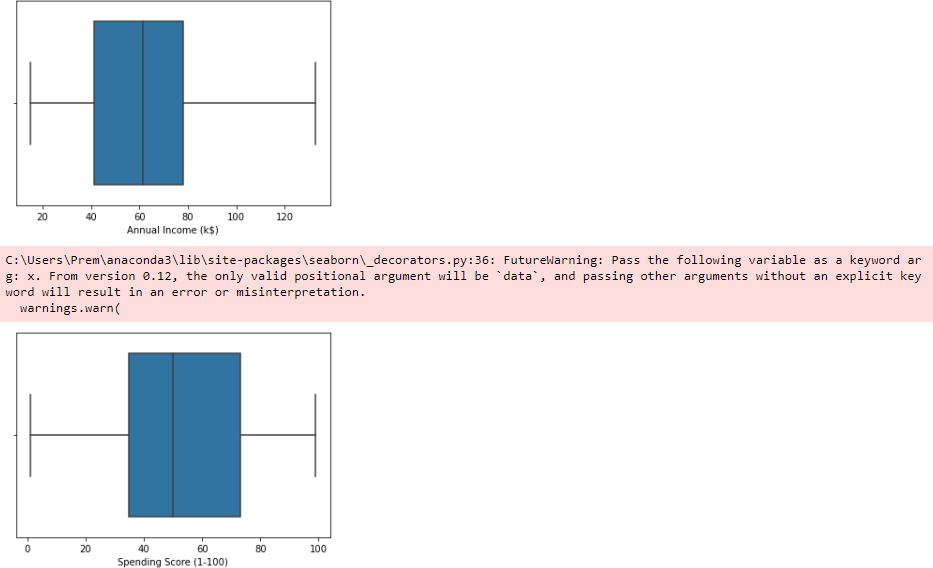 20 40 60 80 100 120
Annual Income (k$)
C:\Users\Prem\anaconda3\lib\site-packages\seaborn\_decorators.py:36: FutureWarning: Pass the following variable as a keyword ar
g: x. From version 0.12, the only valid positional argument will be `data`, and passing other arguments without an explicit key
word will result in an error or misinterpretation.
  warnings.warn(
0 20 40 60 80 100
Spending Score (1-100)